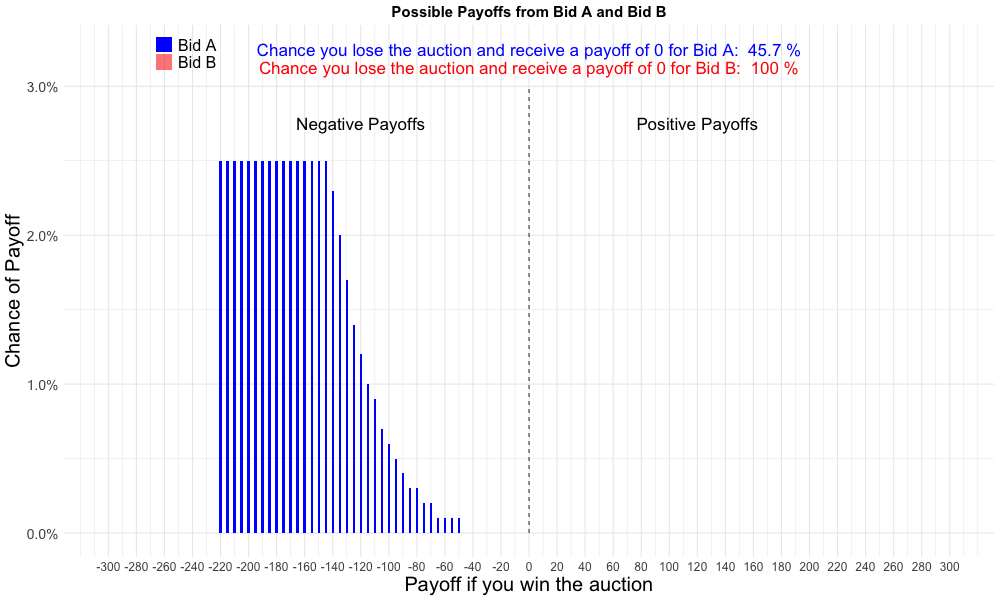 Possible Payoffs from Bid A and Bid B
Bid A
Bid B
Chance you lose the auction and receive a payoff of 0 for Bid A:  45.7 %
Chance you lose the auction and receive a payoff of 0 for Bid B:  100 %
Negative Payoffs
Positive Payoffs
Chance of Payoff
3.0%
2.0%
1.0%
0.0%
-300 -280 -260 -240 -220 -200 -180 -160 -140 -120 -100 -80 -60 -40 -20 0 20 40 60 80 100 120 140 160 180 200 220 240 260 280 300
Payoff if you win the auction